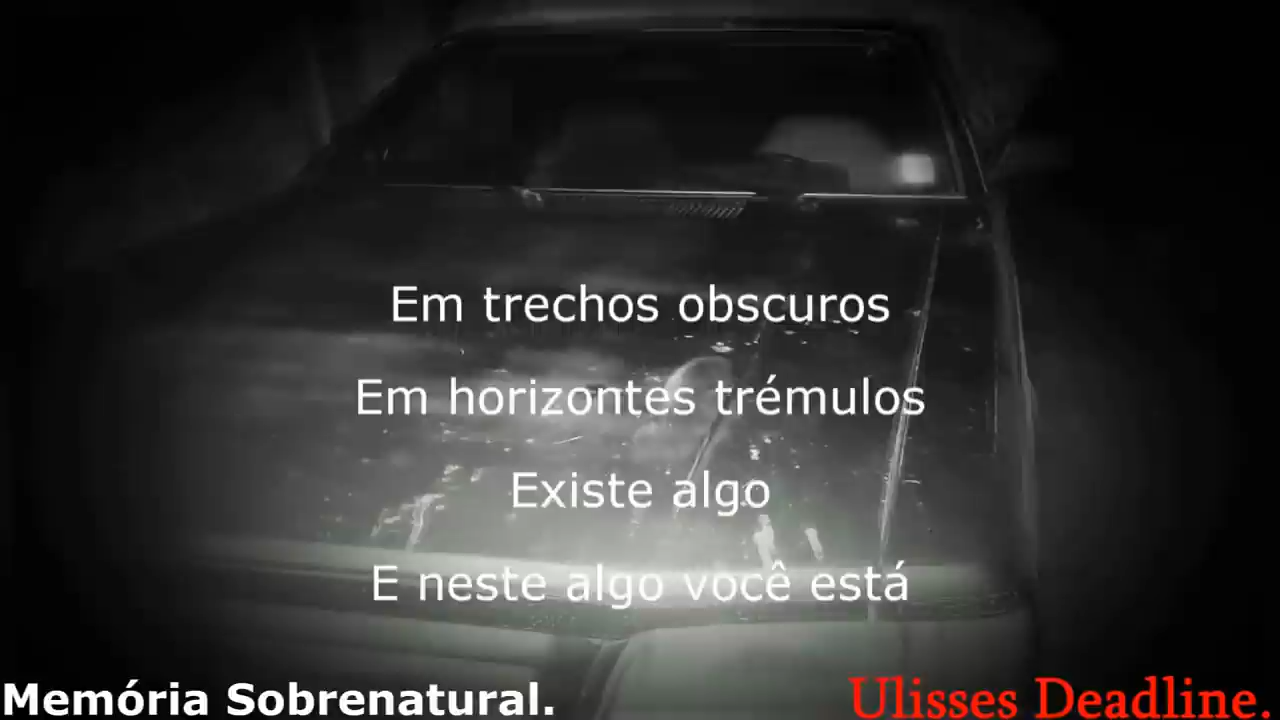 Em trechos obscuros
Em horizontes trémulos
Existe algo
E neste algo você está
Memória Sobrenatural.
Ulisses Deadline.